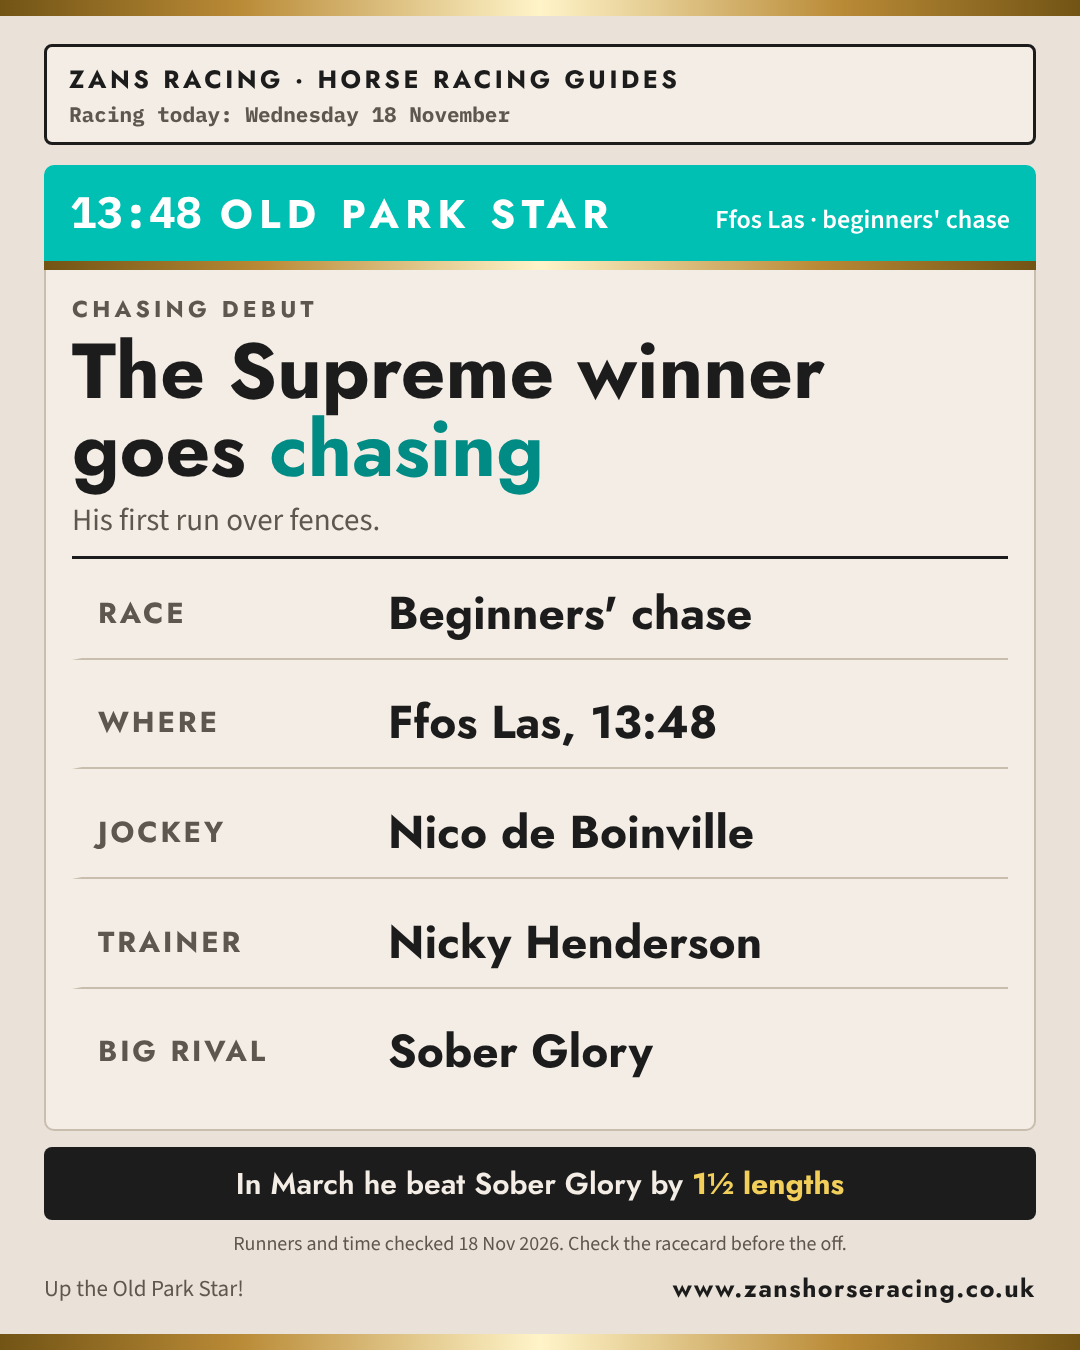 ZANS RACING · HORSE RACING GUIDES
Racing today: Wednesday 18 November
13:48 OLD PARK STAR
Ffos Las · beginners' chase
CHASING DEBUT
The Supreme winner
goes chasing
His first run over fences.
RACE
Beginners' chase
WHERE
Ffos Las, 13:48
JOCKEY
Nico de Boinville
TRAINER
Nicky Henderson
BIG RIVAL
Sober Glory
In March he beat Sober Glory by 1½ lengths
Runners and time checked 18 Nov 2026. Check the racecard before the off.
Up the Old Park Star!
www.zanshorseracing.co.uk